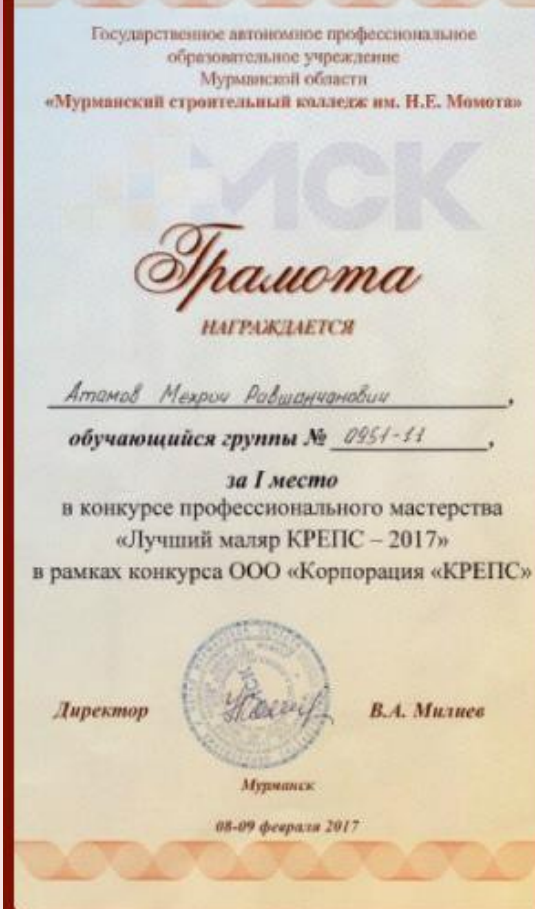 Государственное автономное профессиональное
образовательное учреждение
Мурманской области
«Мурманский строительный колледж им. Н.Е. Момота»
МСК
Грамота
НАГРАЖДАЕТСЯ
Атамов Мехрич Равшанчанович,
обучающийся группы № 0951-11,
за I место
в конкурсе профессионального мастерства
«Лучший маляр КРЕПС – 2017»
в рамках конкурса ООО «Корпорация «КРЕПС»
Директор В.А. Милиев
Мурманск
08-09 февраля 2017